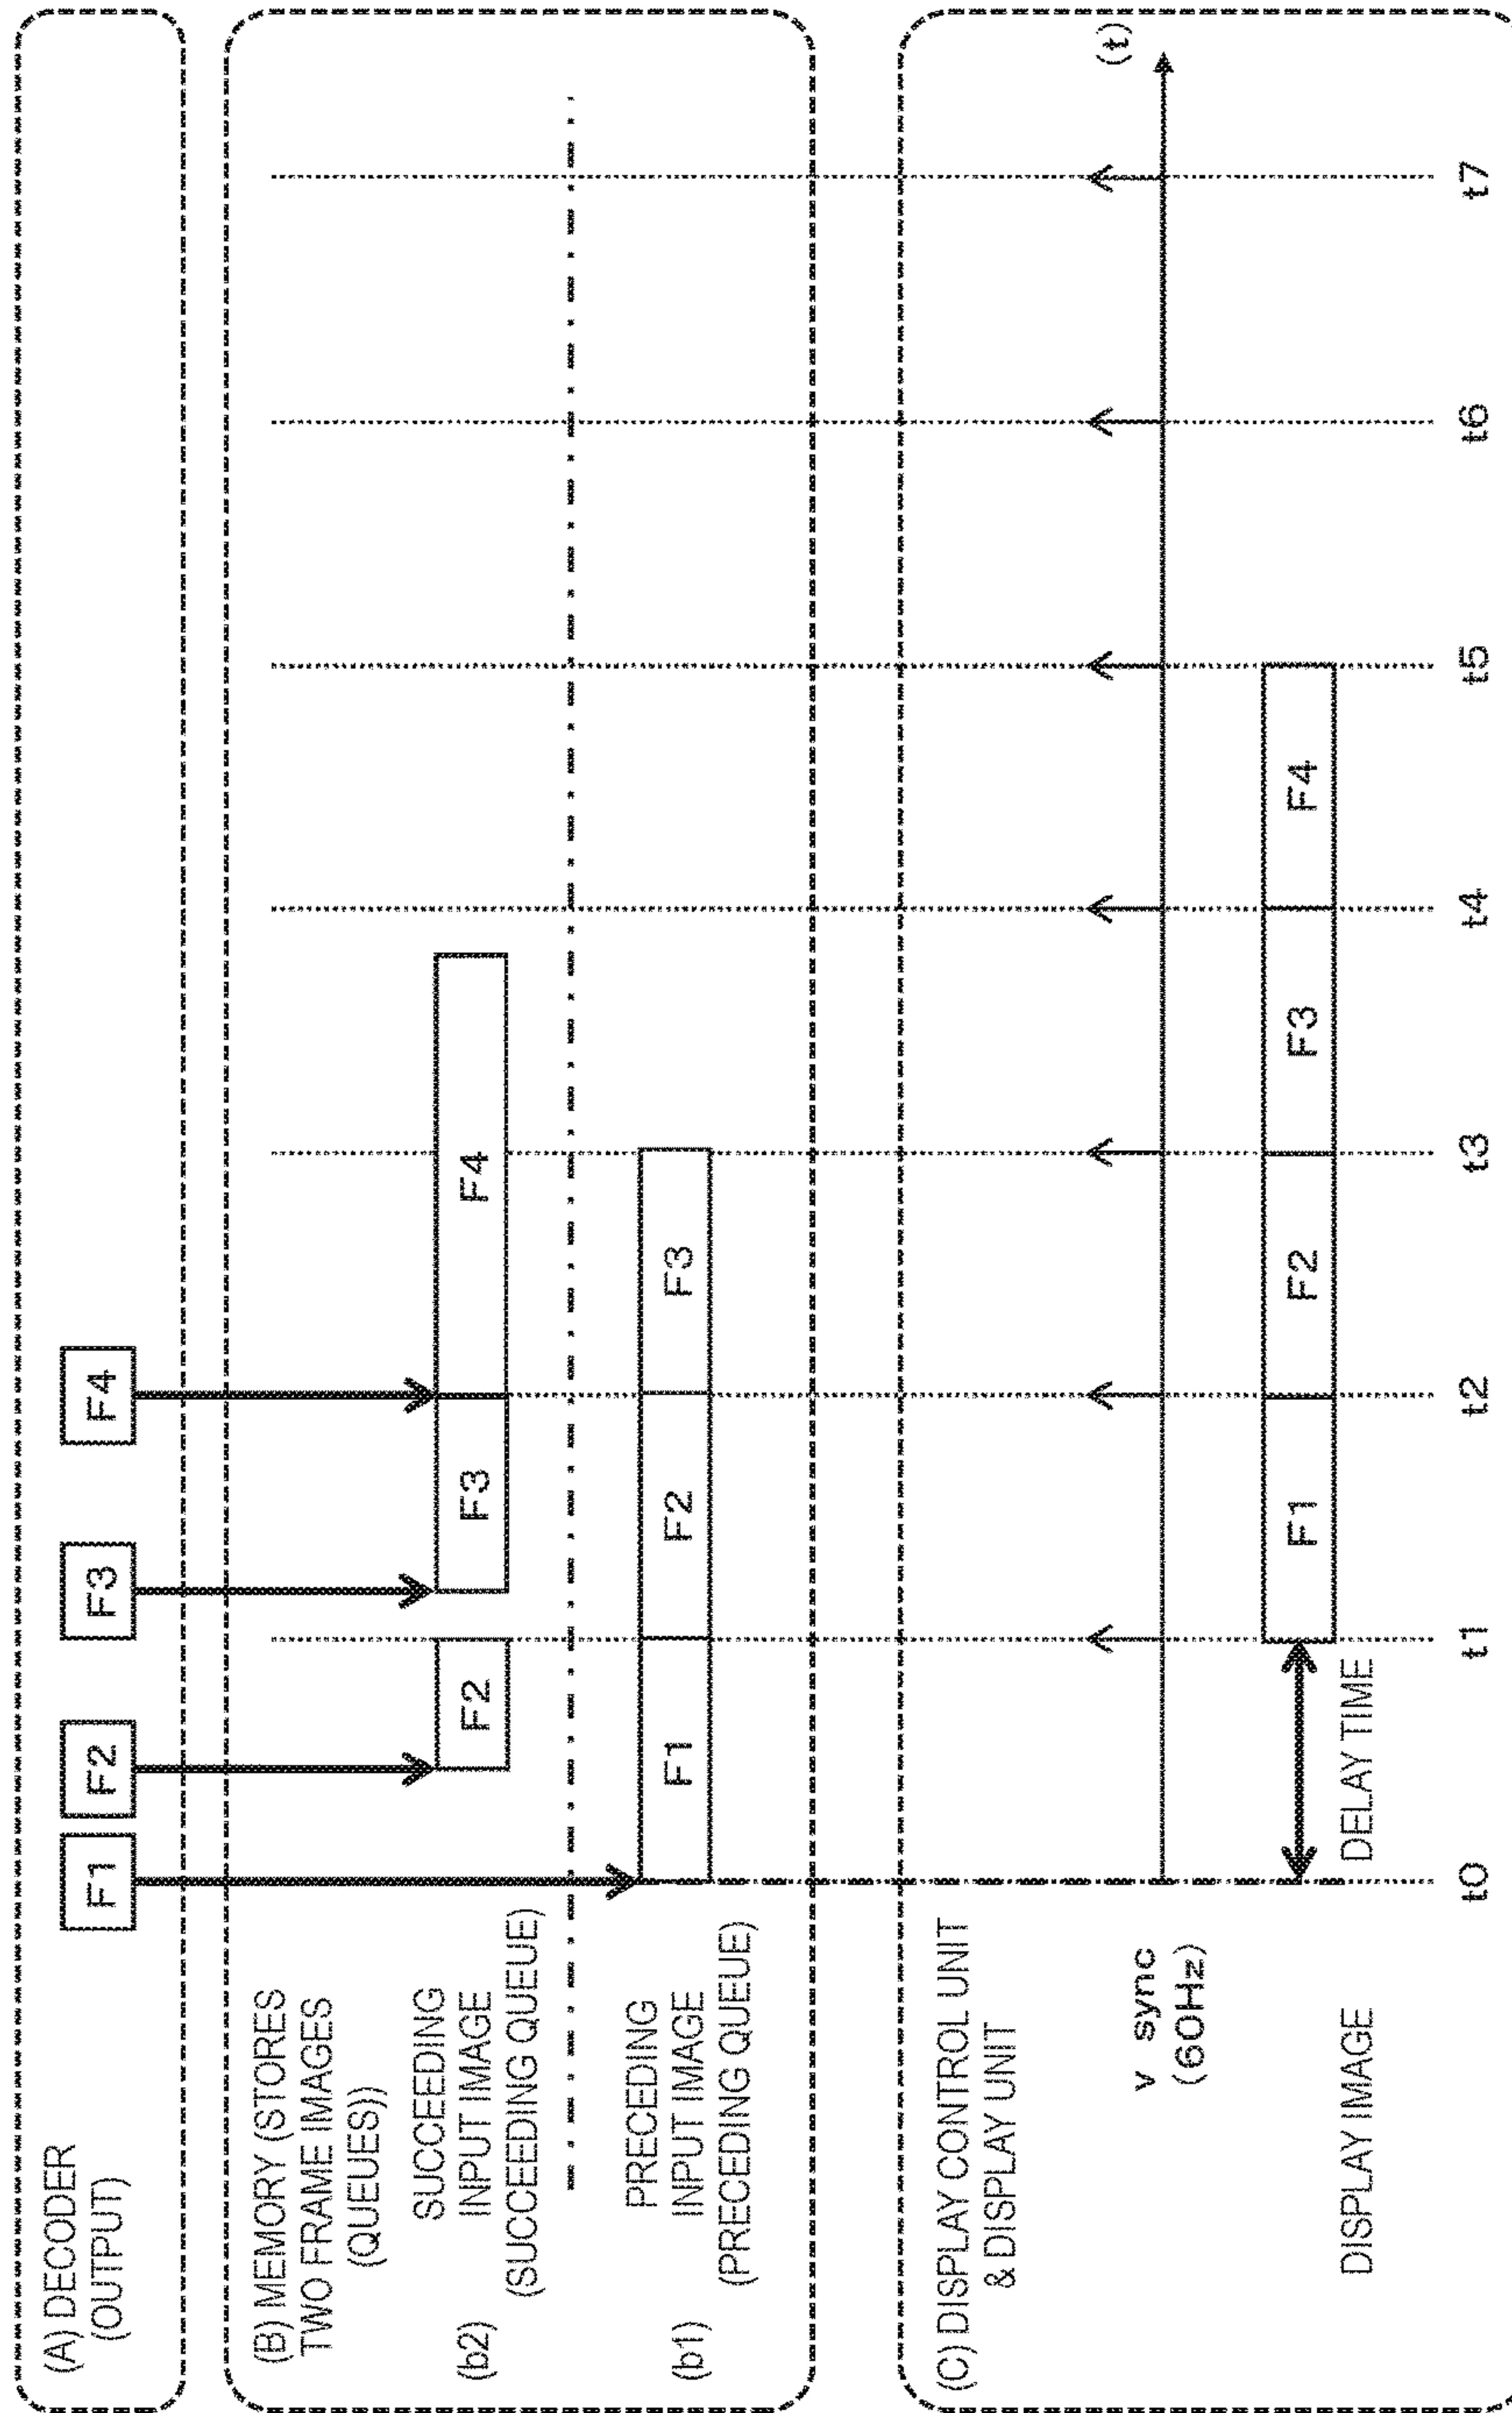 (A) DECODER
(OUTPUT)
F1
F2
F3
F4
(B) MEMORY (STORES
TWO FRAME IMAGES
(QUEUES))
(b2)
SUCCEEDING
INPUT IMAGE
(SUCCEEDING QUEUE)
F2
F3
F4
(b1)
PRECEDING
INPUT IMAGE
(PRECEDING QUEUE)
F1
F2
F3
(C) DISPLAY CONTROL UNIT
& DISPLAY UNIT
v sync
(60Hz)
(t)
DISPLAY IMAGE
DELAY TIME
F1
F2
F3
F4
t0
t1
t2
t3
t4
t5
t6
t7